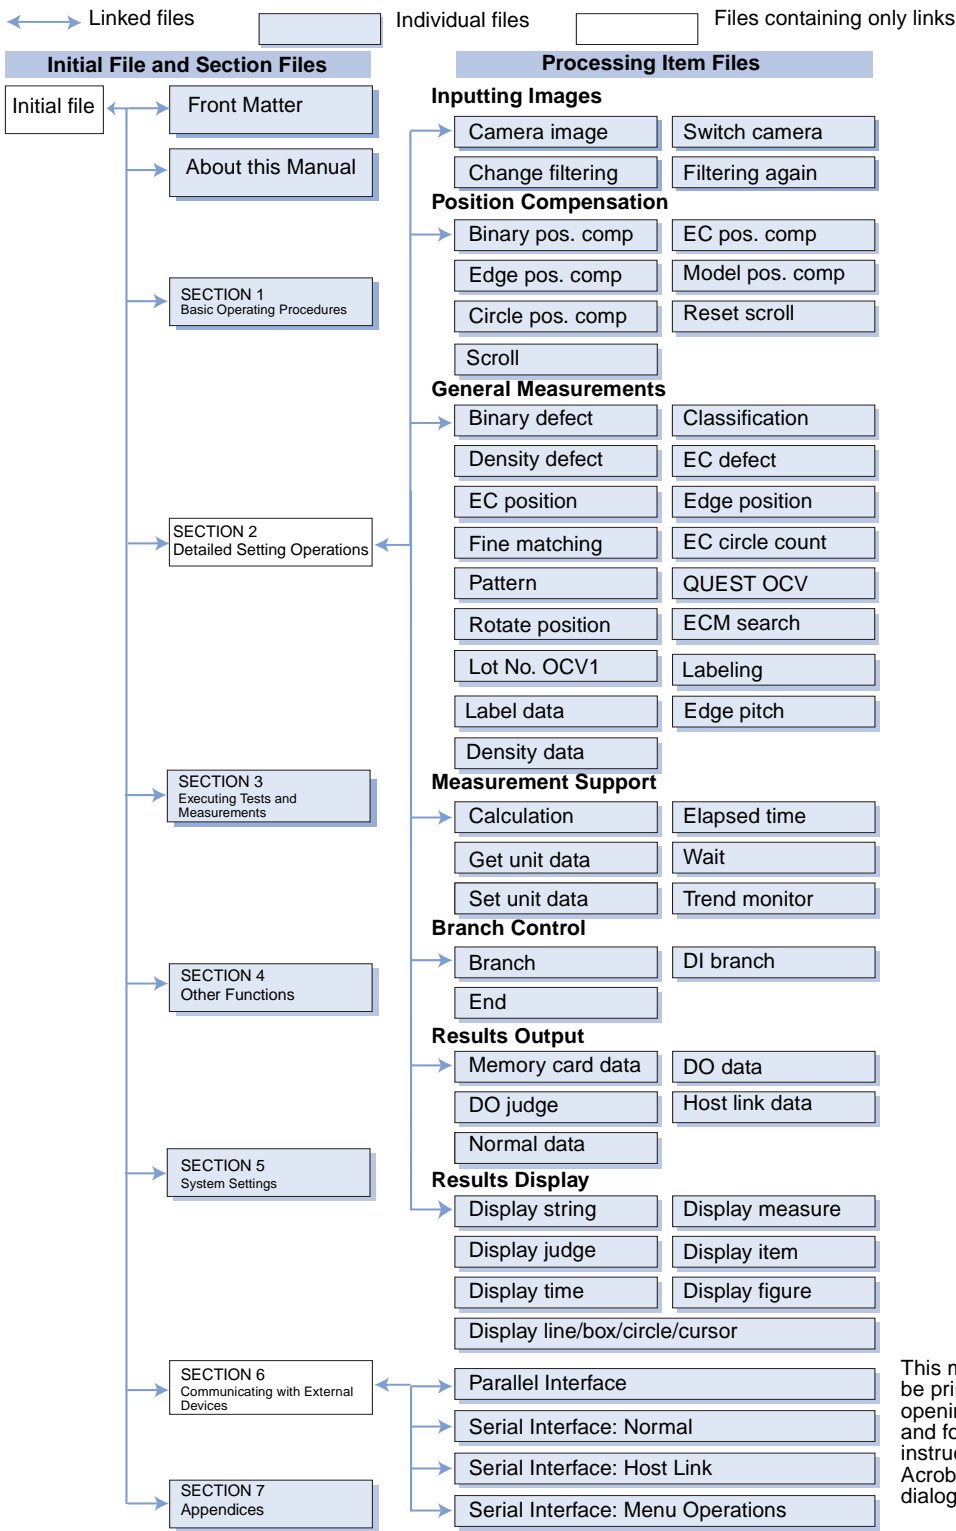 Linked files
Individual files
Files containing only links
Initial File and Section Files
Processing Item Files
Initial file
Front Matter
About this Manual
SECTION 1
Basic Operating Procedures
SECTION 2
Detailed Setting Operations
SECTION 3
Executing Tests and
Measurements
SECTION 4
Other Functions
SECTION 5
System Settings
SECTION 6
Communicating with External
Devices
SECTION 7
Appendices
Inputting Images
Camera image
Switch camera
Change filtering
Filtering again
Position Compensation
Binary pos. comp
EC pos. comp
Edge pos. comp
Model pos. comp
Circle pos. comp
Reset scroll
Scroll
General Measurements
Binary defect
Classification
Density defect
EC defect
EC position
Edge position
Fine matching
EC circle count
Pattern
QUEST OCV
Rotate position
ECM search
Lot No. OCV1
Labeling
Label data
Edge pitch
Density data
Measurement Support
Calculation
Elapsed time
Get unit data
Wait
Set unit data
Trend monitor
Branch Control
Branch
DI branch
End
Results Output
Memory card data
DO data
DO judge
Host link data
Normal data
Results Display
Display string
Display measure
Display judge
Display item
Display time
Display figure
Display line/box/circle/cursor
Parallel Interface
Serial Interface: Normal
Serial Interface: Host Link
Serial Interface: Menu Operations
This
be
and